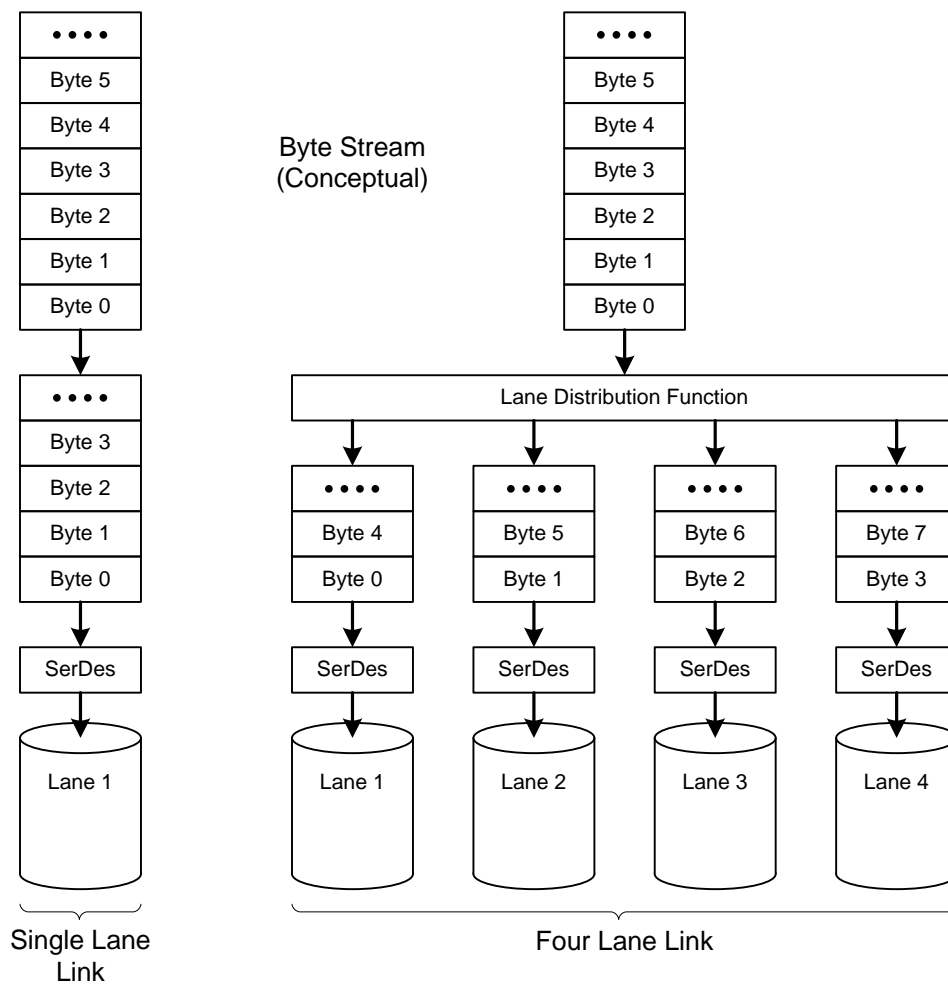 • • • •
Byte 5
Byte 4
Byte 3
Byte 2
Byte 1
Byte 0
• • • •
Byte 3
Byte 2
Byte 1
Byte 0
SerDes
Lane 1
Single Lane
Link
Byte Stream
(Conceptual)
• • • •
Byte 5
Byte 4
Byte 3
Byte 2
Byte 1
Byte 0
Lane Distribution Function
• • • •
Byte 4
Byte 0
SerDes
Lane 1
• • • •
Byte 5
Byte 1
SerDes
Lane 2
• • • •
Byte 6
Byte 2
SerDes
Lane 3
• • • •
Byte 7
Byte 3
SerDes
Lane 4
Four Lane Link